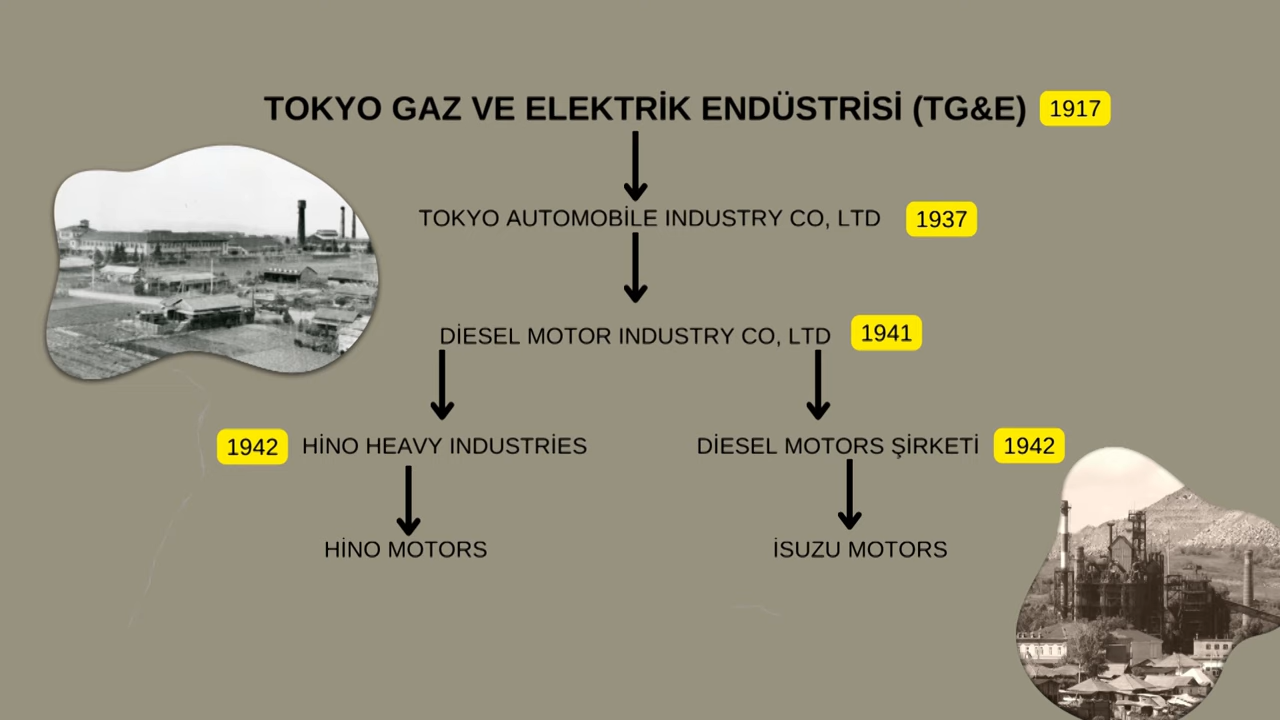 TOKYO GAZ VE ELEKTRİK ENDÜSTRİSİ (TG&E) 1917
TOKYO AUTOMOBİLE INDUSTRY CO, LTD 1937
DİESEL MOTOR INDUSTRY CO, LTD 1941
1942 HİNO HEAVY INDUSTRİES
DİESEL MOTORS ŞİRKETİ 1942
HİNO MOTORS
İSUZU MOTORS